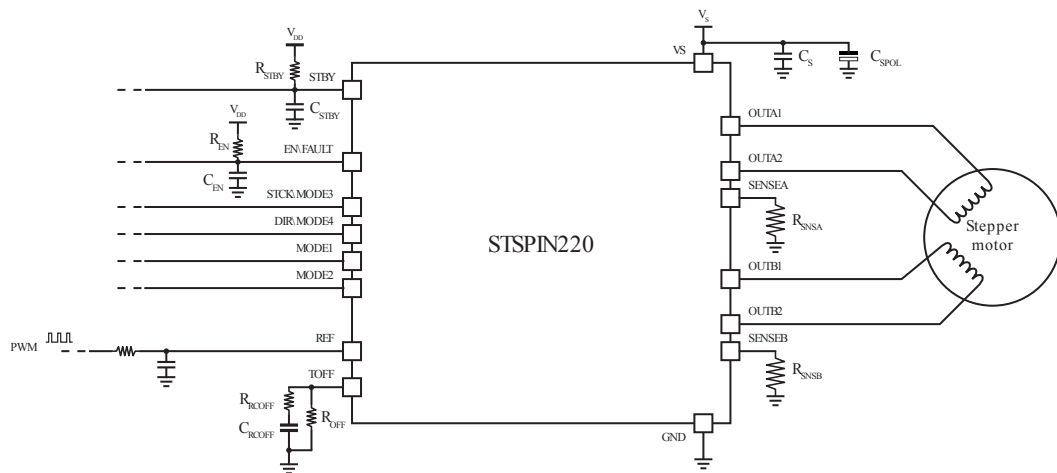 VS
VDD
VS
RSTBY
STBY
CS
CSPOL
CSTBY
VDD
OUTA1
REN
EN\FAULT
OUTA2
CEN
SENSEA
STCK\MODE3
RSNSA
DIR\MODE4
STSPIN220
Stepper
motor
MODE1
OUTB1
MODE2
OUTB2
PWM
REF
SENSEB
RSNSB
TOFF
RRCOFF
ROFF
CRCOFF
GND